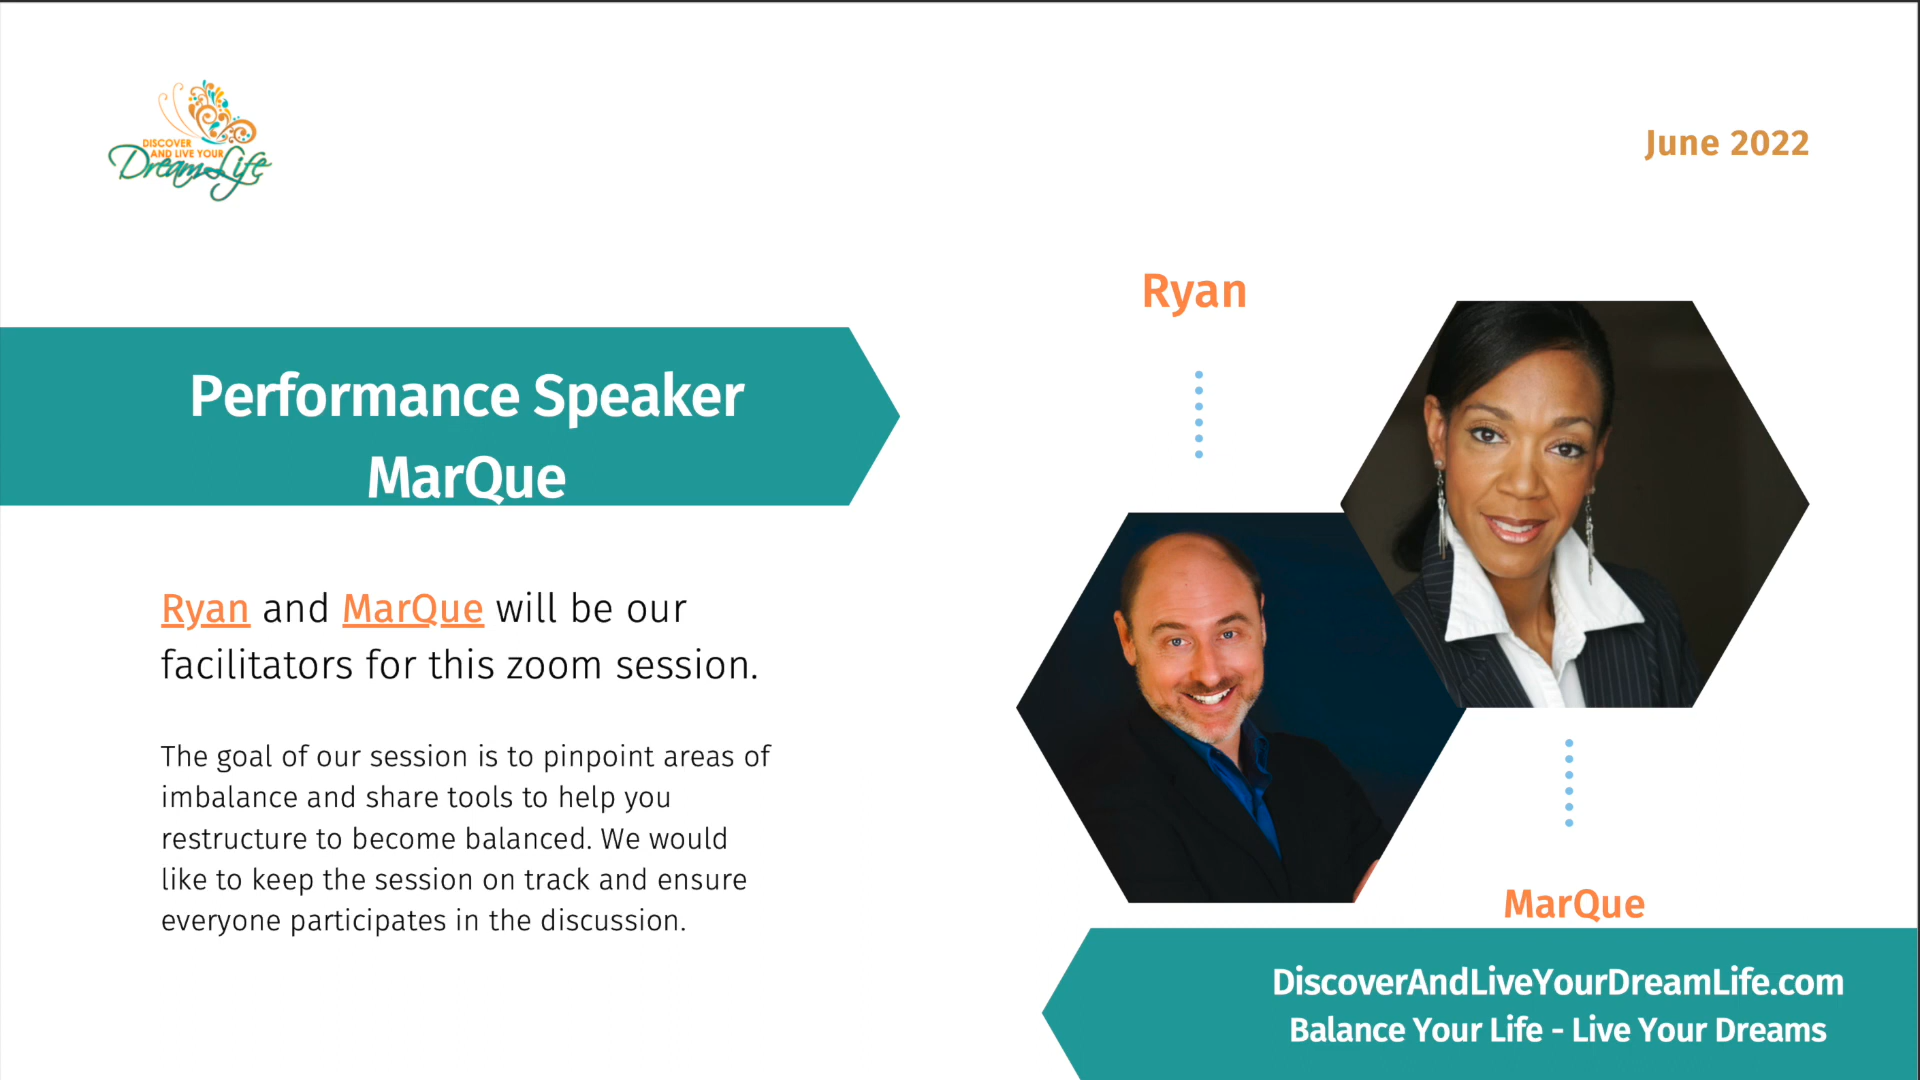 DISCOVER
AND LIVE YOUR
Dream Life
June 2022
Performance Speaker
MarQue
Ryan and MarQue will be our
facilitators for this zoom session.
The goal of our session is to pinpoint areas of
imbalance and share tools to help you
restructure to become balanced. We would
like to keep the session on track and ensure
everyone participates in the discussion.
Ryan
MarQue
DiscoverAndLiveYourDreamLife.com
Balance Your Life - Live Your Dreams